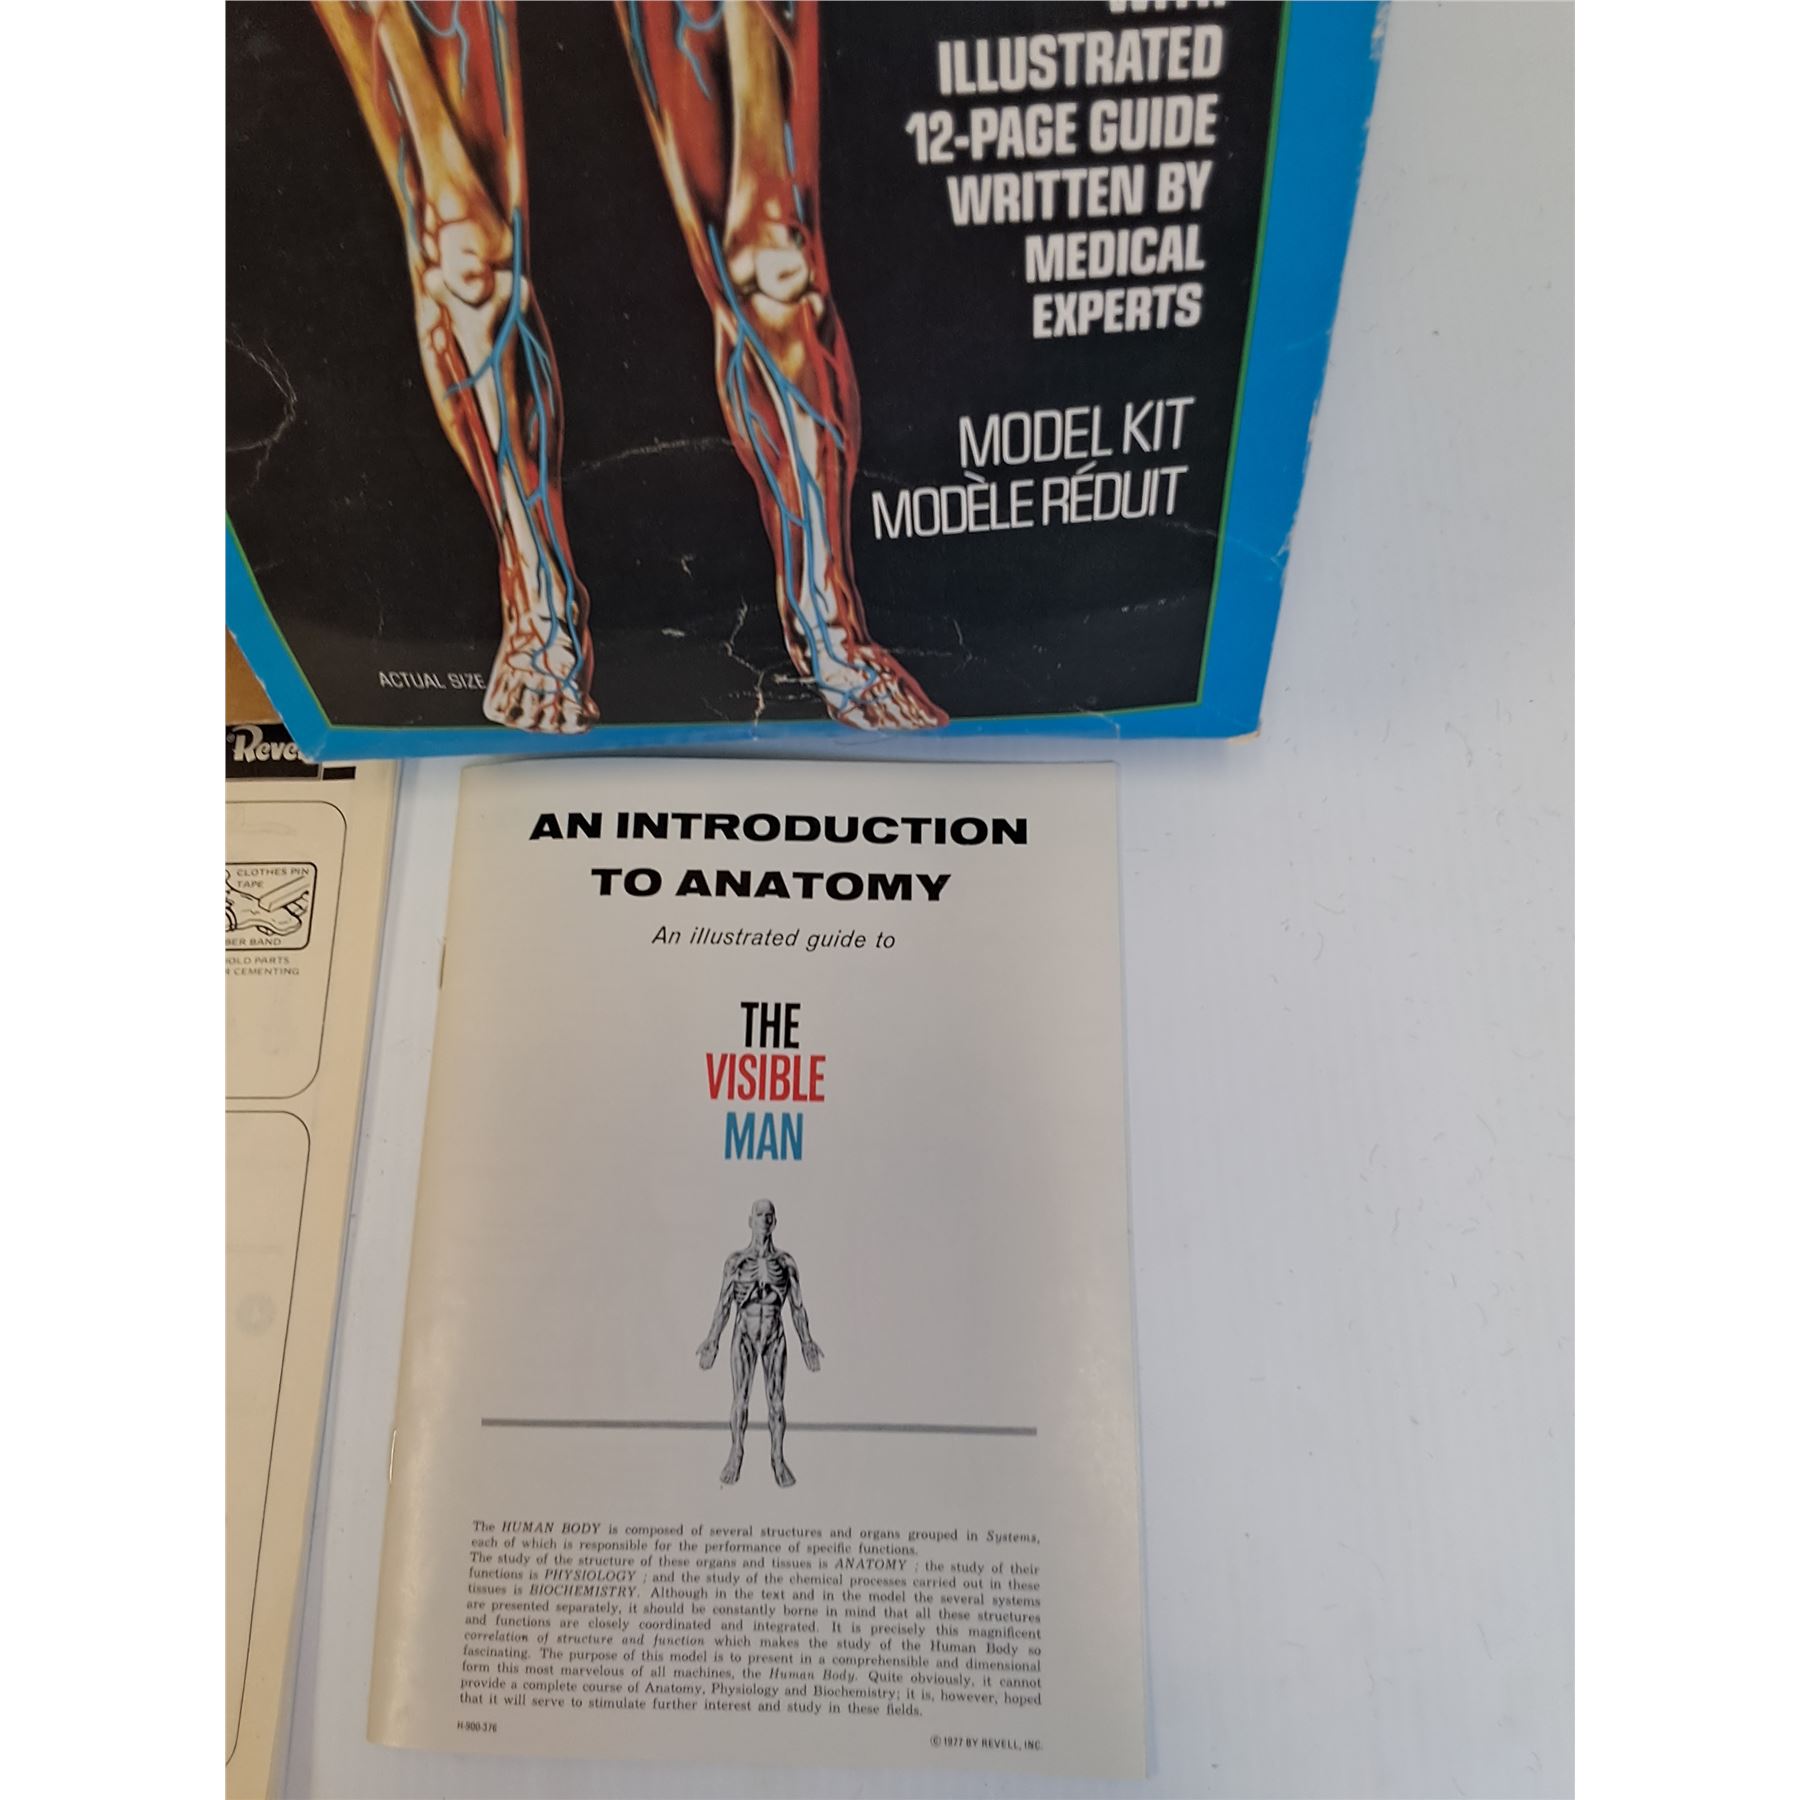 ILLUSTRATED
12-PAGE GUIDE
WRITTEN BY
MEDICAL
EXPERTS
MODEL KIT
MODÈLE RÉDUIT
ACTUAL SIZE
CLOTHES PIN
TAPE
BAND
PARTS
CEMENTING
AN INTRODUCTION
TO ANATOMY
An illustrated guide to
THE
VISIBLE
MAN
The HUMAN BODY is composed of several structures and organs grouped in Systems,
each of which is responsible for the performance of specific functions.
The study of the structure of these organs and tissues is ANATOMY ; the study of their
functions is PHYSIOLOGY ; and the study of the chemical processes carried out in these
tissues is BIOCHEMISTRY. Although in the text and in the model the several systems
are presented separately, it should be constantly borne in mind that all these structures
and functions are closely coordinated and integrated. It is precisely this magnificent
correlation of structure and function which makes the study of the Human Body so
fascinating. The purpose of this model is to present in a comprehensible and dimensional
form this most marvelous of all machines, the Human Body. Quite obviously, it cannot
provide a complete course of Anatomy, Physiology and Biochemistry; it is, however, hoped
that it will serve to stimulate further interest and study in these fields.
H-900-376
© 1977 BY REVELL, INC.